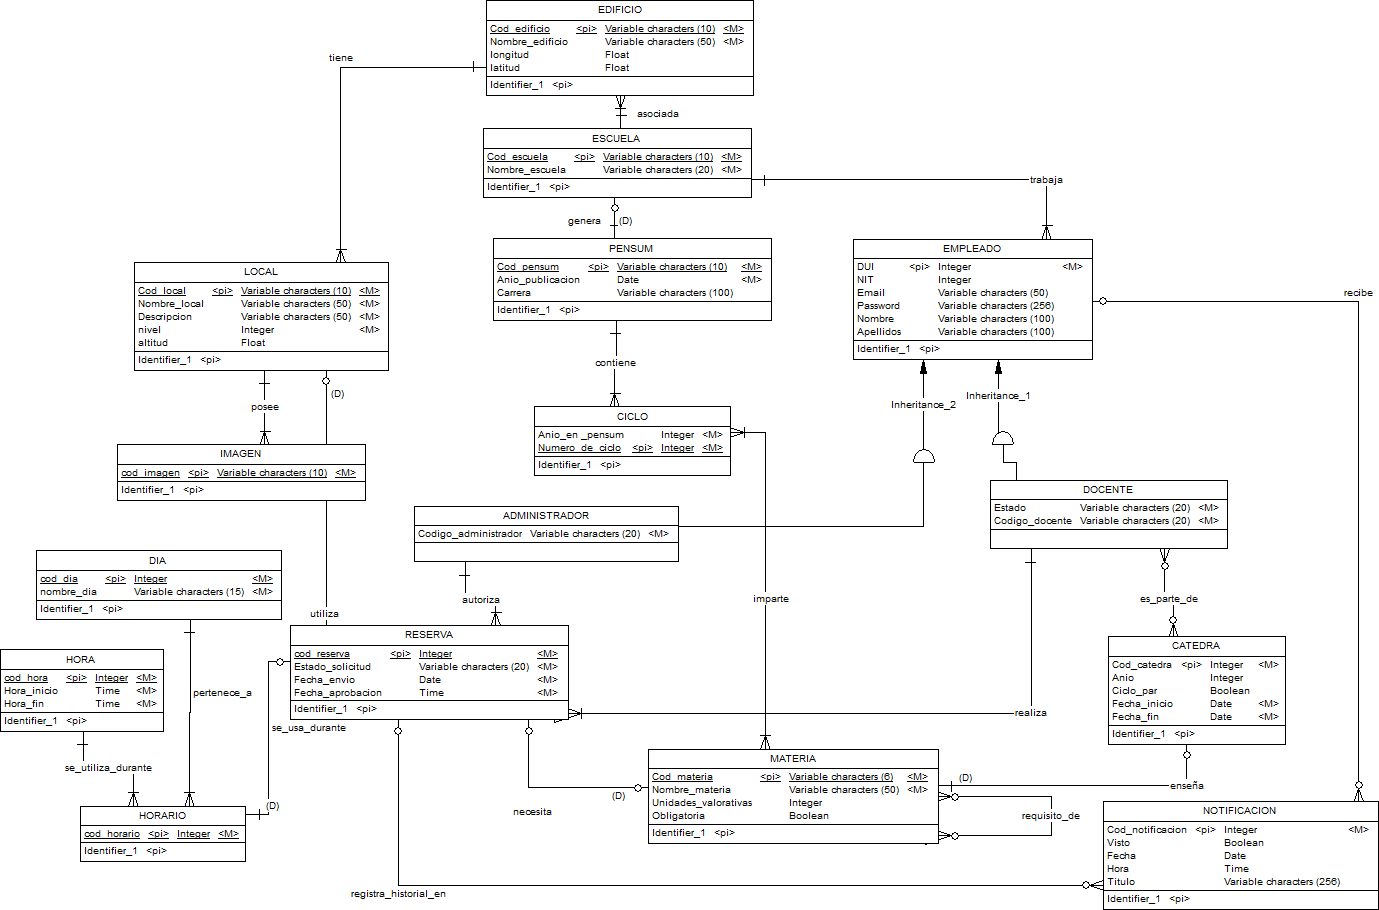 EDIFICIO
Cod_edificio <pi> Variable characters (10) <M>
Nombre_edificio Variable characters (50) <M>
longitud Float
latitud Float
Identifier_1 <pi>
tiene
asociada
ESCUELA
Cod_escuela <pi> Variable characters (10) <M>
Nombre_escuela Variable characters (20) <M>
Identifier_1 <pi>
trabaja
genera (D)
PENSUM
Cod_pensum <pi> Variable characters (10) <M>
Anio_publicacion Date <M>
Carrera Variable characters (100)
Identifier_1 <pi>
EMPLEADO
DUI <pi> Integer <M>
NIT Integer
Email Variable characters (50)
Password Variable characters (256)
Nombre Variable characters (100)
Apellidos Variable characters (100)
Identifier_1 <pi>
recibe
LOCAL
Cod_local <pi> Variable characters (10) <M>
Nombre_local Variable characters (50) <M>
Descripcion Variable characters (50) <M>
nivel Integer <M>
altitud Float
Identifier_1 <pi>
contiene
(D)
posee
Inheritance_2
Inheritance_1
CICLO
Anio_en _pensum Integer <M>
Numero_de_ciclo <pi> Integer <M>
Identifier_1 <pi>
IMAGEN
cod_imagen <pi> Variable characters (10) <M>
Identifier_1 <pi>
DOCENTE
Estado Variable characters (20) <M>
Codigo_docente Variable characters (20) <M>
ADMINISTRADOR
Codigo_administrador Variable characters (20) <M>
DIA
cod_dia <pi> Integer <M>
nombre_dia Variable characters (15) <M>
Identifier_1 <pi>
autoriza
imparte
es_parte_de
utiliza
RESERVA
cod_reserva <pi> Integer <M>
Estado_solicitud Variable characters (20) <M>
Fecha_envio Date <M>
Fecha_aprobacion Time <M>
Identifier_1 <pi>
HORA
cod_hora <pi> Integer <M>
Hora_inicio Time <M>
Hora_fin Time <M>
Identifier_1 <pi>
pertenece_a
CATEDRA
Cod_catedra <pi> Integer <M>
Anio Integer
Ciclo_par Boolean
Fecha_inicio Date <M>
Fecha_fin Date <M>
Identifier_1 <pi>
realiza
se_usa_durante
se_utiliza_durante
MATERIA
Cod_materia <pi> Variable characters (6) <M>
Nombre_materia Variable characters (50) <M>
Unidades_valorativas Integer
Obligatoria Boolean
Identifier_1 <pi>
(D)
enseña
(D)
(D)
necesita
requisito_de
HORARIO
cod_horario <pi> Integer <M>
Identifier_1 <pi>
NOTIFICACION
Cod_notificacion <pi> Integer <M>
Visto Boolean
Fecha Date
Hora Time
Titulo Variable characters (256)
Identifier_1 <pi>
registra_historial_en